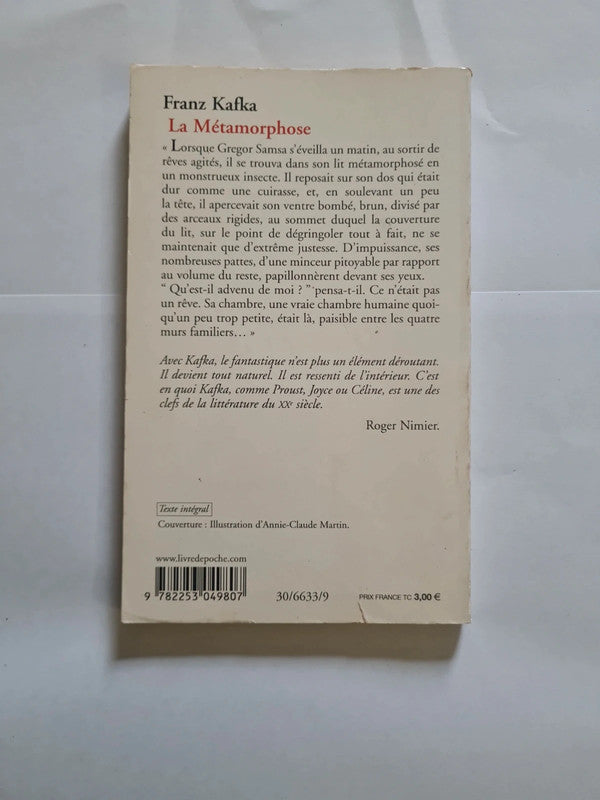 Franz Kafka
La Métamorphose
« Lorsque Gregor Samsa s'éveilla un matin, au sortir de
rêves agités, il se trouva dans son lit métamorphosé en
un monstrueux insecte. Il reposait sur son dos qui était
dur comme une cuirasse, et, en soulevant un peu
la tête, il apercevait son ventre bombé, brun, divisé par
des arceaux rigides, au sommet duquel la couverture
du lit, sur le point de dégringoler tout à fait, ne se
maintenait que d'extrême justesse. D'impuissance, ses
nombreuses pattes, d'une minceur pitoyable par rapport
au volume du reste, papillonnèrent devant ses yeux.
“ Qu'est-il advenu de moi ? ” pensa-t-il. Ce n'était pas
un rêve. Sa chambre, une vraie chambre humaine quoi-
qu'un peu trop petite, était là, paisible entre les quatre
murs familiers… »
Avec Kafka, le fantastique n'est plus un élément déroutant.
Il devient tout naturel. Il est ressenti de l'intérieur. C'est
en quoi Kafka, comme Proust, Joyce ou Céline, est une des
clefs de la littérature du XXe siècle.
Roger Nimier.
Texte intégral
Couverture : Illustration d'Annie-Claude Martin.
www.livredepoche.com
9 782253 049807
30/6633/9
PRIX FRANCE TC 3,00 €